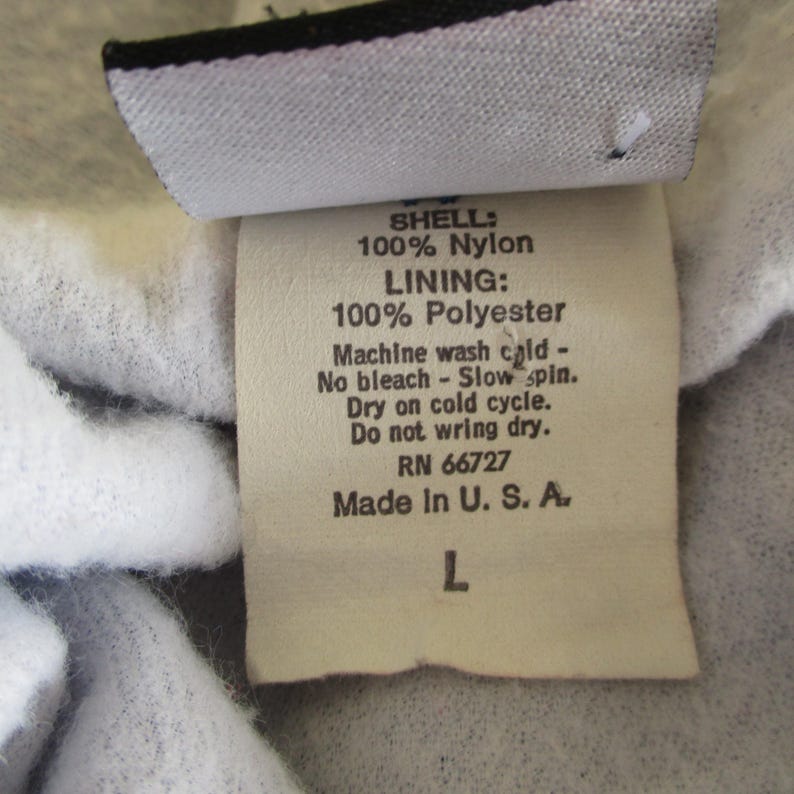 SHELL:
100% Nylon
LINING:
100% Polyester
Machine wash cold -
No bleach - Slow spin.
Dry on cold cycle.
Do not wring dry.
RN 66727
Made in U. S. A.
L